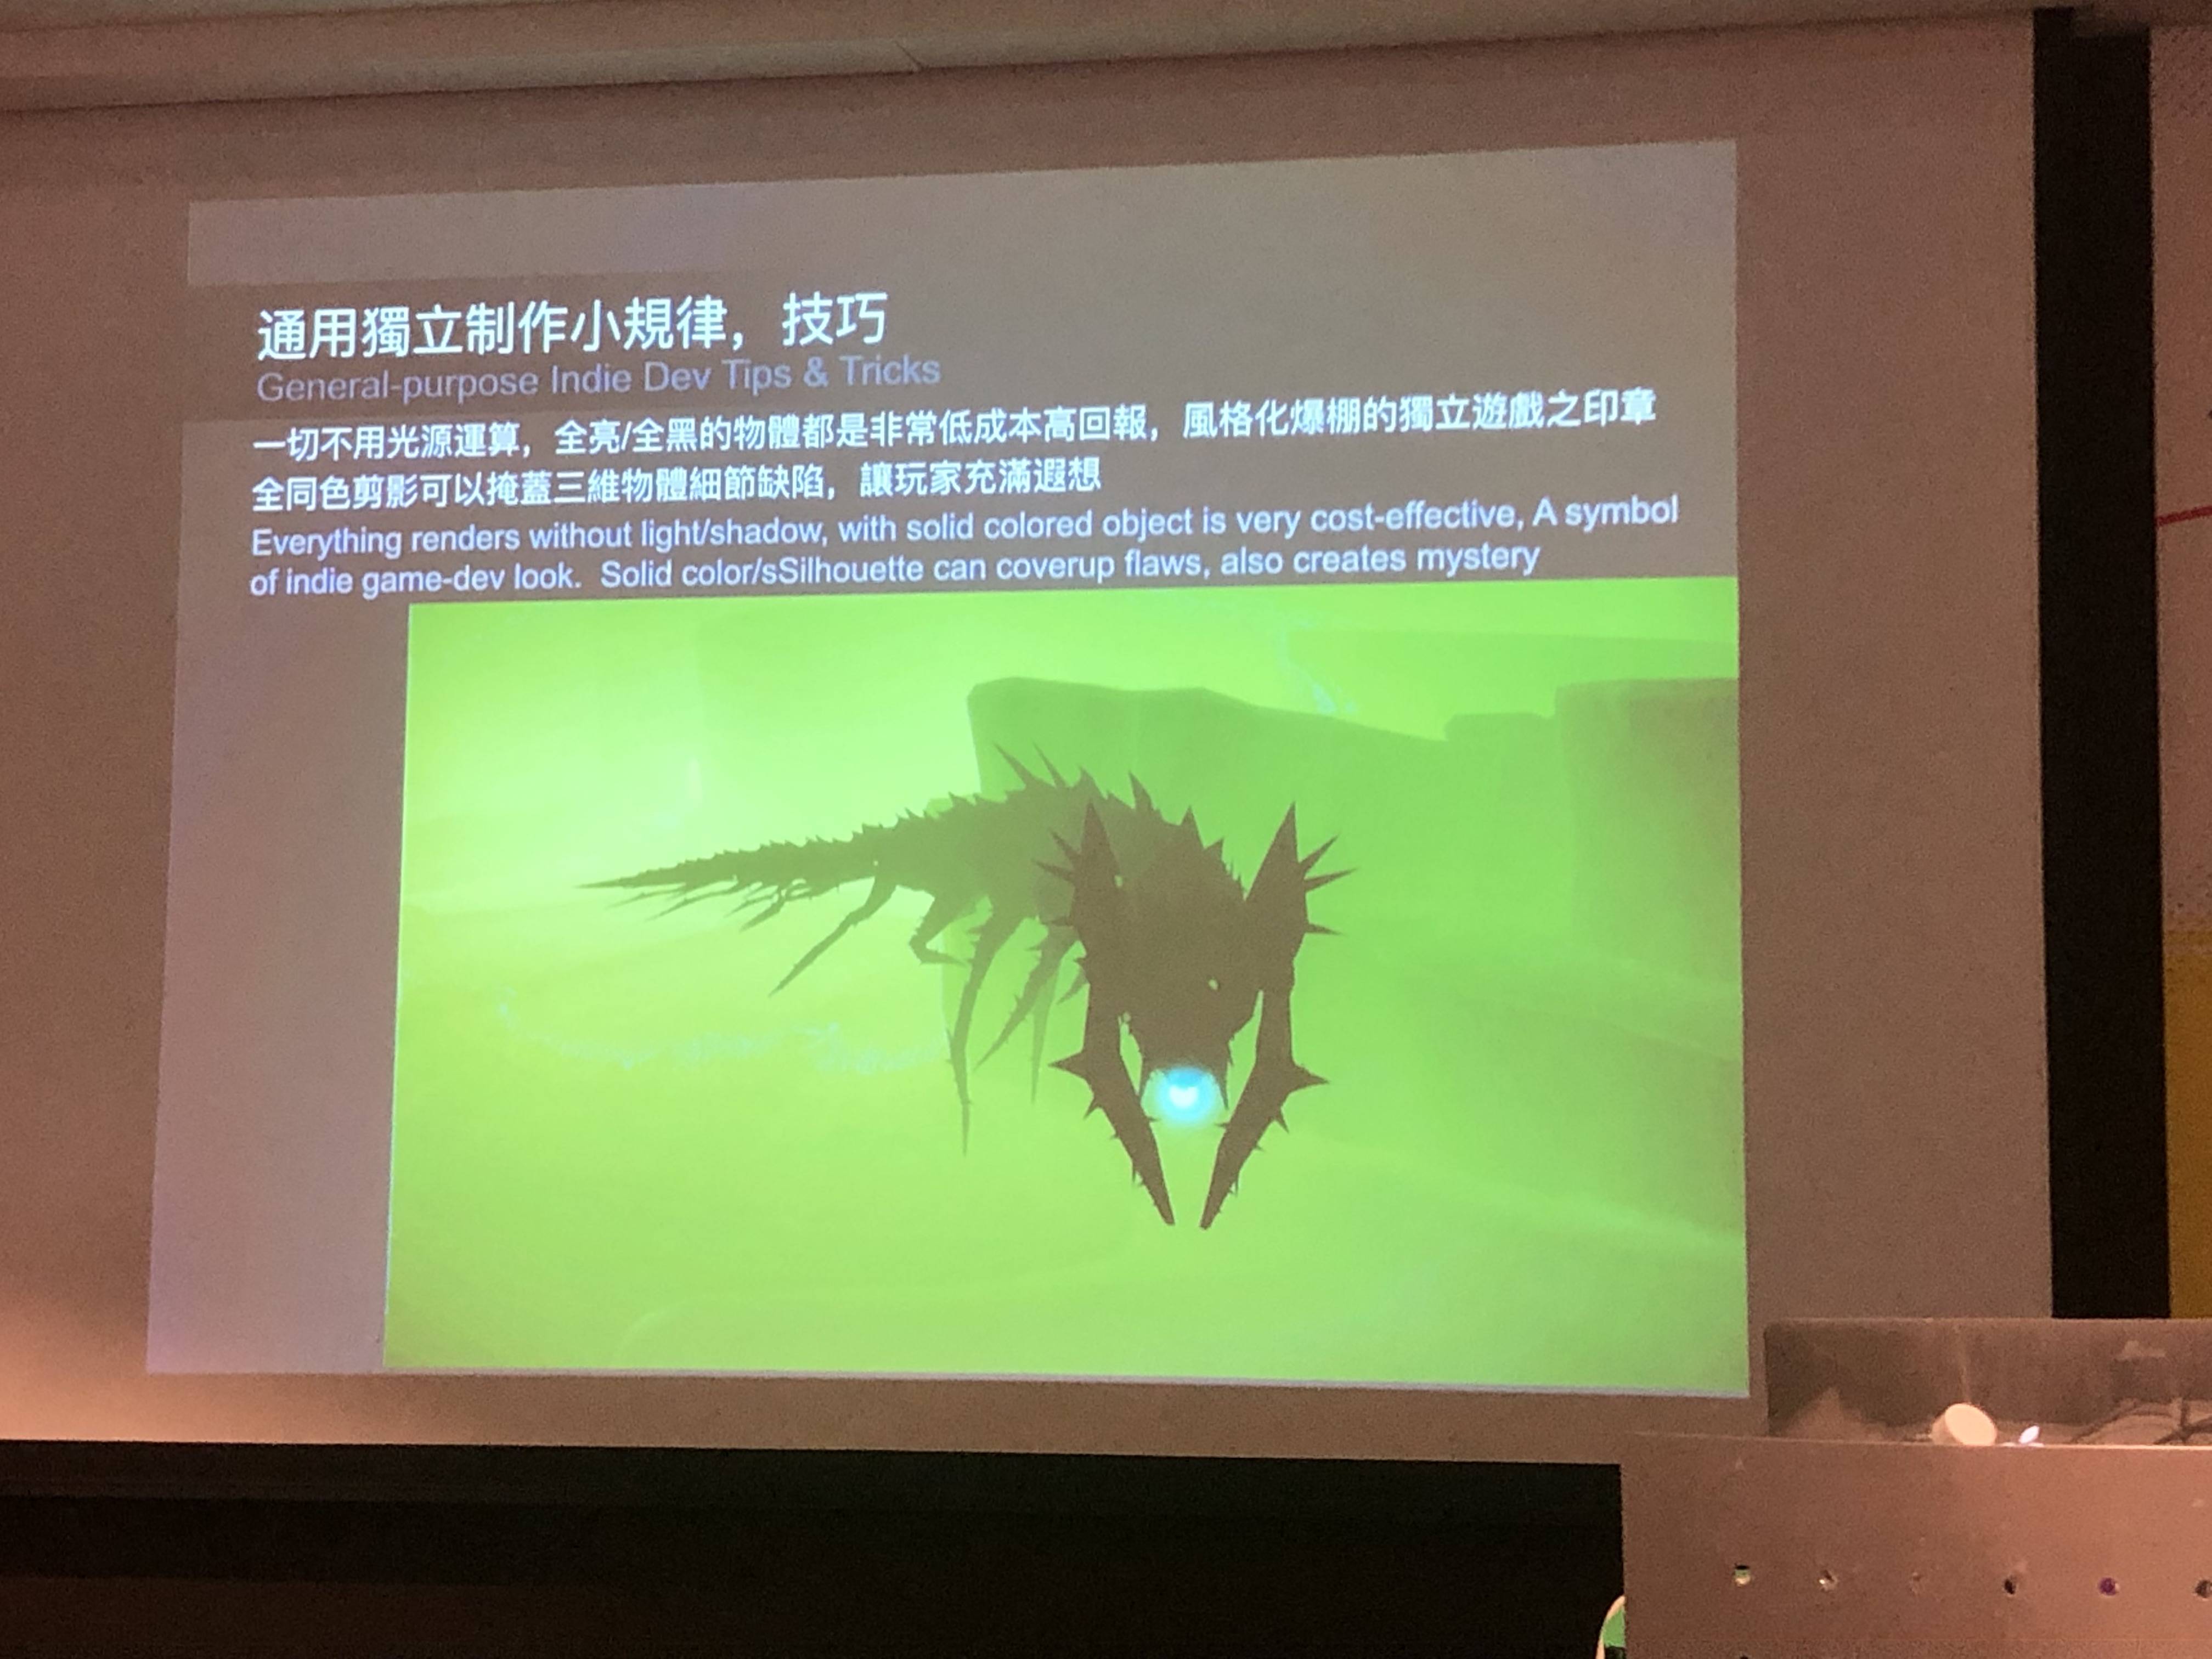 通用獨立制作小規律，技巧
General-purpose Indie Dev Tips & Tricks
一切不用光源運算，全亮/全黑的物體都是非常低成本高回報，風格化爆棚的獨立遊戲之印章
全同色剪影可以掩蓋三維物體細節缺陷，讓玩家充滿遐想
Everything renders without light/shadow, with solid colored object is very cost-effective, A symbol
of indie game-dev look. Solid color/sSilhouette can coverup flaws, also creates mystery